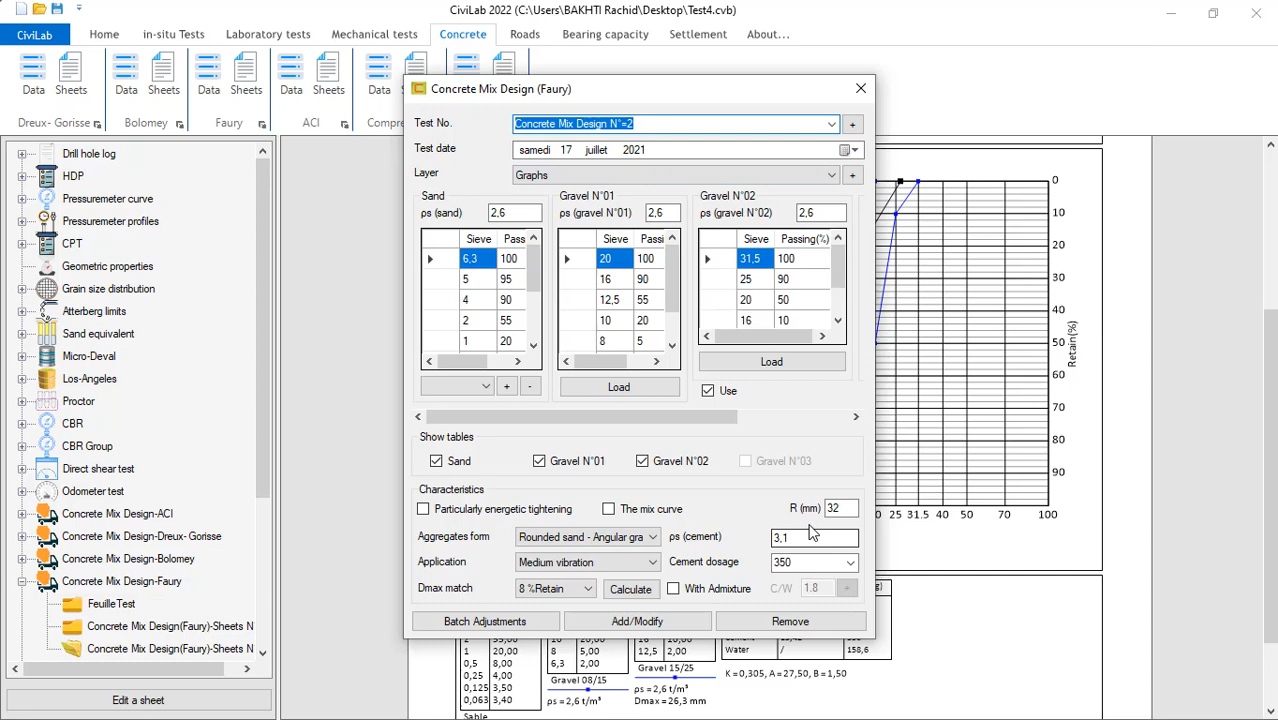 CiviLab 2022 (C:\Users\BAKHTI Rachid\Desktop\Test4.cvb)
CiviLab Home in-situ Tests Laboratory tests Mechanical tests Concrete Roads Bearing capacity Settlement About...
Data Sheets Data Sheets Data Sheets Data Sheets
Dreux- Gorisse Bolomey Faury ACI
Drill hole log
HDP
Pressuremeter curve
Pressuremeter profiles
CPT
Geometric properties
Grain size distribution
Atterberg limits
Sand equivalent
Micro-Deval
Los-Angeles
Proctor
CBR
CBR Group
Direct shear test
Odometer test
Concrete Mix Design-ACI
Concrete Mix Design-Dreux- Gorisse
Concrete Mix Design-Bolomey
Concrete Mix Design-Faury
Feuille Test
Concrete Mix Design(Faury)-Sheets N
Concrete Mix Design(Faury)-Sheets N
Edit a sheet
Concrete Mix Design (Faury)
Test No. Concrete Mix Design N°=2 +
Test date samedi 17 juillet 2021
Layer Graphs +
Sand Gravel N°01 Gravel N°02
ρs (sand) 2,6 ρs (gravel N°01) 2,6 ρs (gravel N°02) 2,6
Sieve Pass Sieve Passi Sieve Passing(%)
6,3 100 20 100 31,5 100
5 95 16 90 25 90
4 90 12,5 55 20 50
2 55 10 20 16 10
1 20 8 5
Load
+ - Load
Use
Show tables
Sand Gravel N°01 Gravel N°02 Gravel N°03
Characteristics
Particularly energetic tightening The mix curve R (mm) 32
Aggregates form Rounded sand - Angular gra ρs (cement) 3,1
Application Medium vibration Cement dosage 350
Dmax match 8 %Retain Calculate With Admixture C/W 1.8 +
Batch Adjustments Add/Modify Remove
0
10
20
30
40
50
60
70
80
90
100
Retain(%)
25 31.5
Water / 158,6
0,5 8,00
0,25 4,00
0,125 3,50
0,063 3,40
Sable
10 5,00
8 5,00
6,3 2,00
Gravel 08/15
ρs =2,6 t/m³
12,5 2,00
Gravel 15/25
ρs =2,6 t/m³
Dmax = 26,3 mm
K =0,305, A =27,50, B =1,50